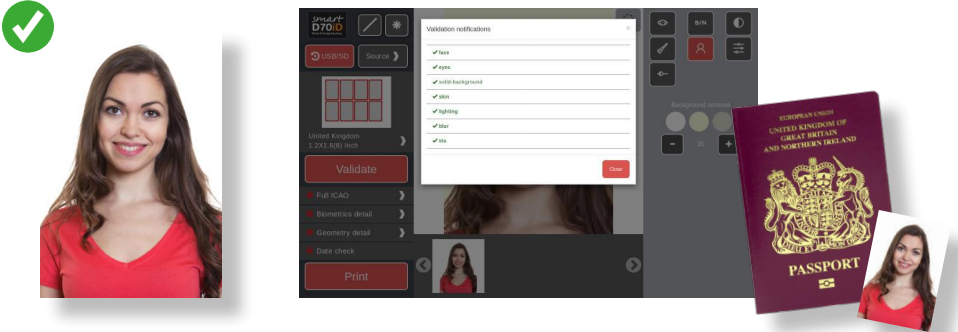 smart
D70iD
USB/SD
Source
United Kingdom
1.2X1.6(8) Inch
Validate
Full ICAO
Biometrics detail
Geometry detail
Date check
Print
Validation notifications
face
eyes
solid-background
skin
lighting
blur
Close
B/N
Background removal
EUROPEAN UNION
UNITED KINGDOM OF
GREAT BRITAIN
AND NORTHERN IRELAND
PASSPORT